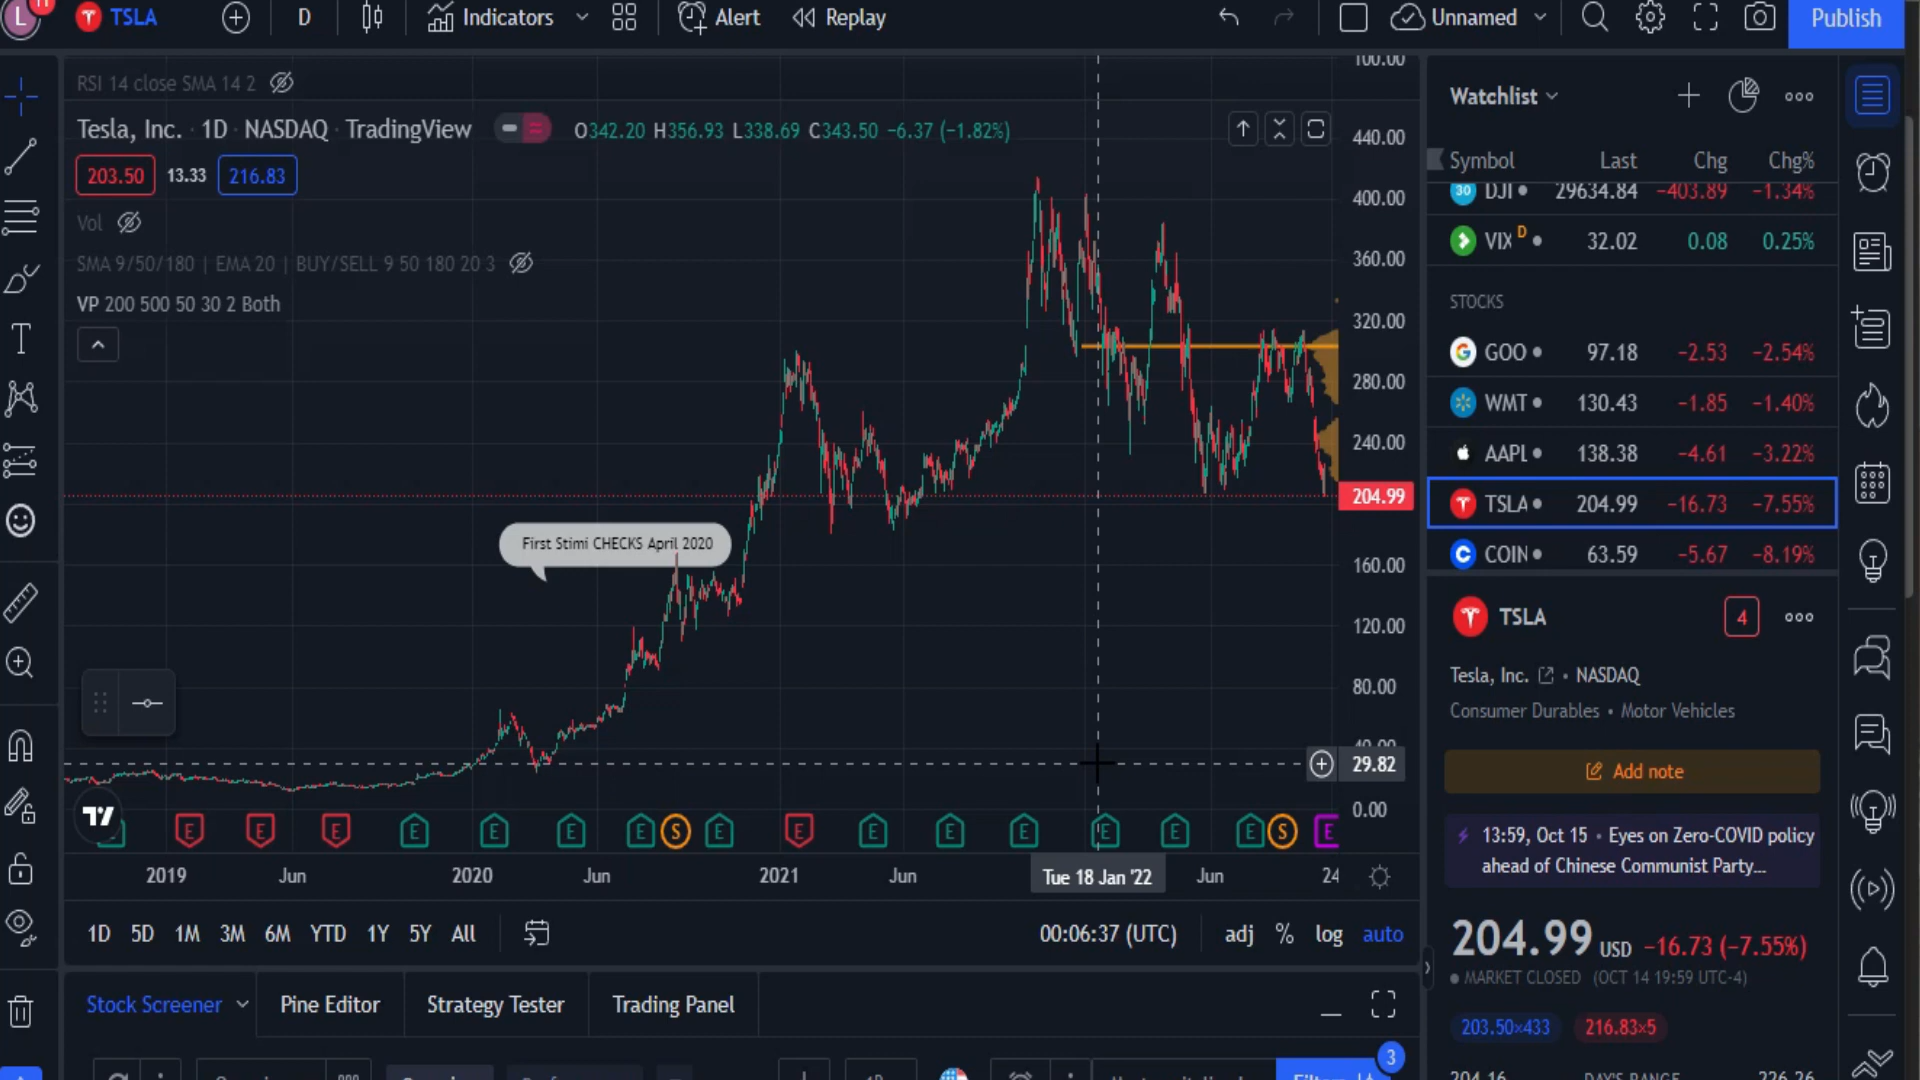 L 11 TSLA D Indicators Alert Replay Unnamed Publish
RSI 14 close SMA 14 2
Tesla, Inc. · 1D · NASDAQ · TradingView O342.20 H356.93 L338.69 C343.50 −6.37 (−1.82%)
203.50 13.33 216.83
Vol
SMA 9/50/180 | EMA 20 | BUY/SELL 9 50 180 20 3
VP 200 500 50 30 2 Both
First Stimi CHECKS April 2020
440.00
400.00
360.00
320.00
280.00
240.00
204.99
160.00
120.00
80.00
40.00
29.82
0.00
E E E E E E E E S E E E E E E E E S E
2019 Jun 2020 Jun 2021 Jun Tue 18 Jan '22 Jun 24
1D 5D 1M 3M 6M YTD 1Y 5Y All 00:06:37 (UTC) adj % log auto
Stock Screener Pine Editor Strategy Tester Trading Panel
3
Watchlist
Symbol Last Chg Chg%
30 DJI 29634.84 −403.89 −1.34%
VIX D 32.02 0.08 0.25%
STOCKS
GOO 97.18 −2.53 −2.54%
WMT 130.43 −1.85 −1.40%
AAPL 138.38 −4.61 −3.22%
TSLA 204.99 −16.73 −7.55%
COIN 63.59 −5.67 −8.19%
TSLA 4
Tesla, Inc. • NASDAQ
Consumer Durables • Motor Vehicles
Add note
13:59, Oct 15 • Eyes on Zero-COVID policy
ahead of Chinese Communist Party...
204.99 USD −16.73 (−7.55%)
MARKET CLOSED (OCT 14 19:59 UTC-4)
203.50×433 216.83×5
204.16 DAY'S RANGE 226.26